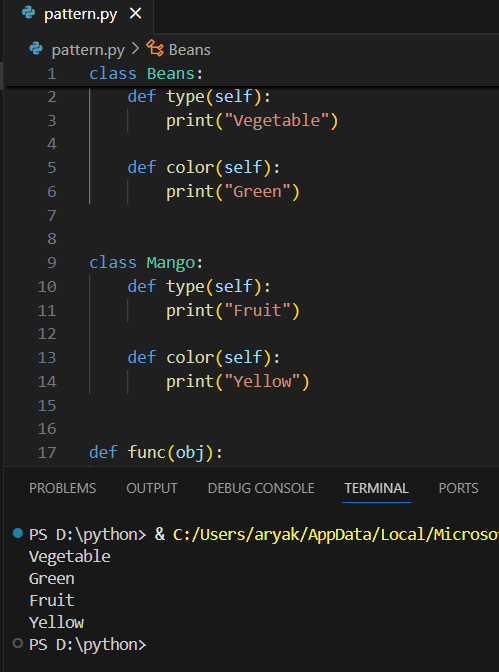 pattern.py ×
pattern.py > Beans
1 class Beans:
2     def type(self):
3         print("Vegetable")
4
5     def color(self):
6         print("Green")
7
8
9 class Mango:
10     def type(self):
11         print("Fruit")
12
13     def color(self):
14         print("Yellow")
15
16
17 def func(obj):
PROBLEMS OUTPUT DEBUG CONSOLE TERMINAL PORTS
PS D:\python> & C:/Users/aryak/AppData/Local/Microso
Vegetable
Green
Fruit
Yellow
PS D:\python>